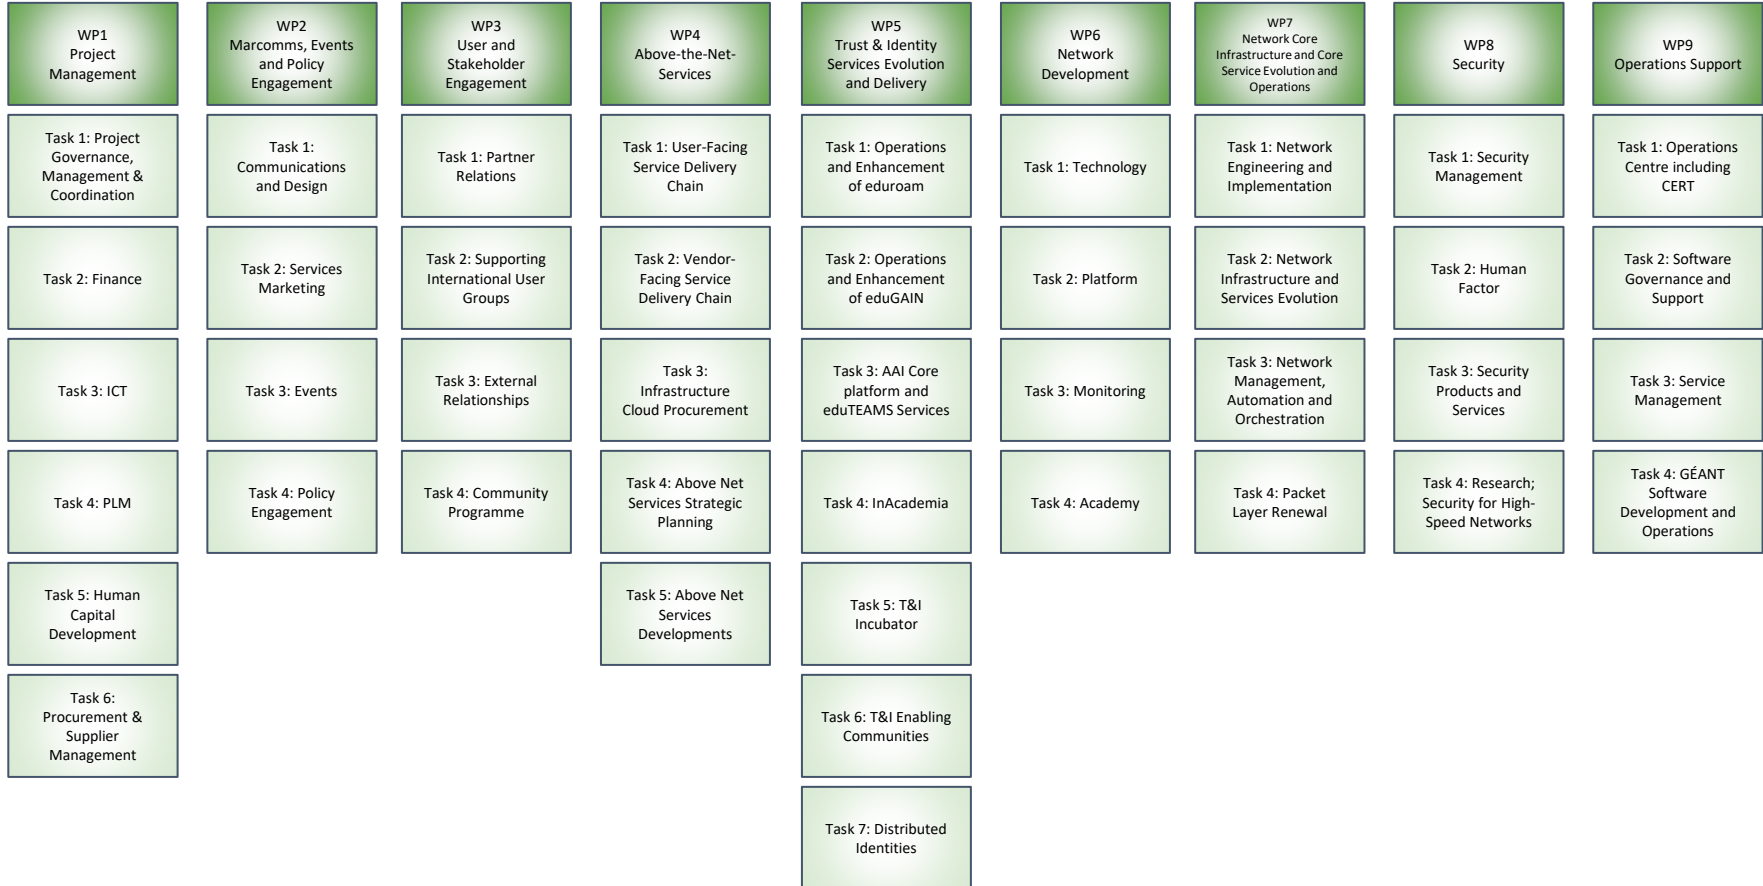 WP1
Project
Management
WP2
Marcomms, Events
and Policy
Engagement
WP3
User and
Stakeholder
Engagement
WP4
Above-the-Net-
Services
WP5
Trust & Identity
Services Evolution
and Delivery
WP6
Network
Development
WP7
Network Core
Infrastructure and Core
Service Evolution and
Operations
WP8
Security
WP9
Operations Support
Task 1: Project
Governance,
Management &
Coordination
Task 1:
Communications
and Design
Task 1: Partner
Relations
Task 1: User-Facing
Service Delivery
Chain
Task 1: Operations
and Enhancement
of eduroam
Task 1: Technology
Task 1: Network
Engineering and
Implementation
Task 1: Security
Management
Task 1: Operations
Centre including
CERT
Task 2: Finance
Task 2: Services
Marketing
Task 2: Supporting
International User
Groups
Task 2: Vendor-
Facing Service
Delivery Chain
Task 2: Operations
and Enhancement
of eduGAIN
Task 2: Platform
Task 2: Network
Infrastructure and
Services Evolution
Task 2: Human
Factor
Task 2: Software
Governance and
Support
Task 3: ICT
Task 3: Events
Task 3: External
Relationships
Task 3:
Infrastructure
Cloud Procurement
Task 3: AAI Core
platform and
eduTEAMS Services
Task 3: Monitoring
Task 3: Network
Management,
Automation and
Orchestration
Task 3: Security
Products and
Services
Task 3: Service
Management
Task 4: PLM
Task 4: Policy
Engagement
Task 4: Community
Programme
Task 4: Above Net
Services Strategic
Planning
Task 4: InAcademia
Task 4: Academy
Task 4: Packet
Layer Renewal
Task 4: Research;
Security for High-
Speed Networks
Task 4: GÉANT
Software
Development and
Operations
Task 5: Human
Capital
Development
Task 5: Above Net
Services
Developments
Task 5: T&I
Incubator
Task 6:
Procurement &
Supplier
Management
Task 6: T&I Enabling
Communities
Task 7: Distributed
Identities